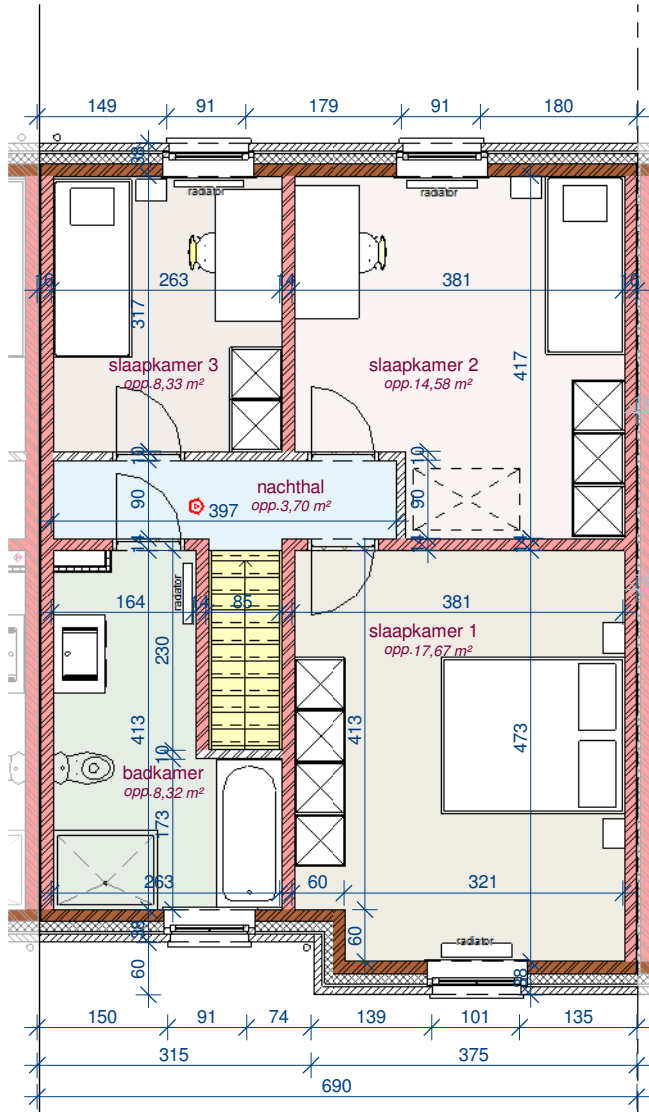 149 91 179 91 180
38
radiator radiator
16 263 14 381 16
317
417
slaapkamer 3
opp.8,33 m²
slaapkamer 2
opp.14,58 m²
10 10
nachthal
opp.3,70 m²
90 90
397
14 14 14
radiator
164 14 85 381
slaapkamer 1
opp.17,67 m²
230
413 413 473
10
badkamer
opp.8,32 m²
173
263 60 321
60
radiator
38 38
60
150 91 74 139 101 135
315 375
690